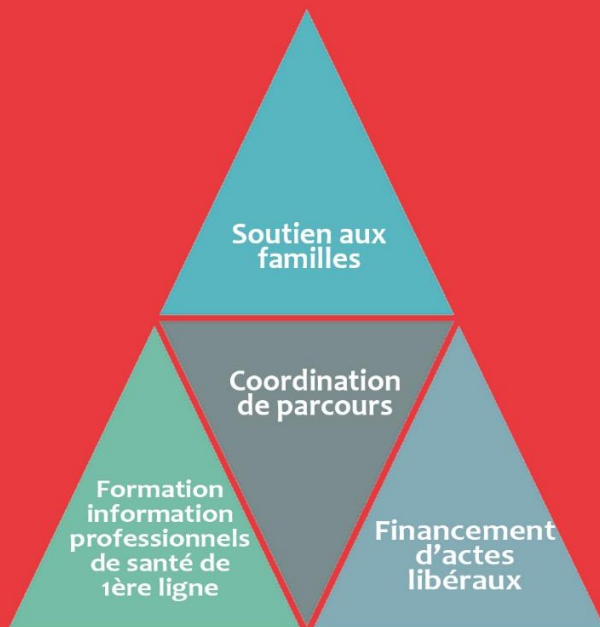 Soutien aux
familles
Coordination
de parcours
Formation
information
professionnels
de santé de
1ère ligne
Financement
d'actes
libéraux